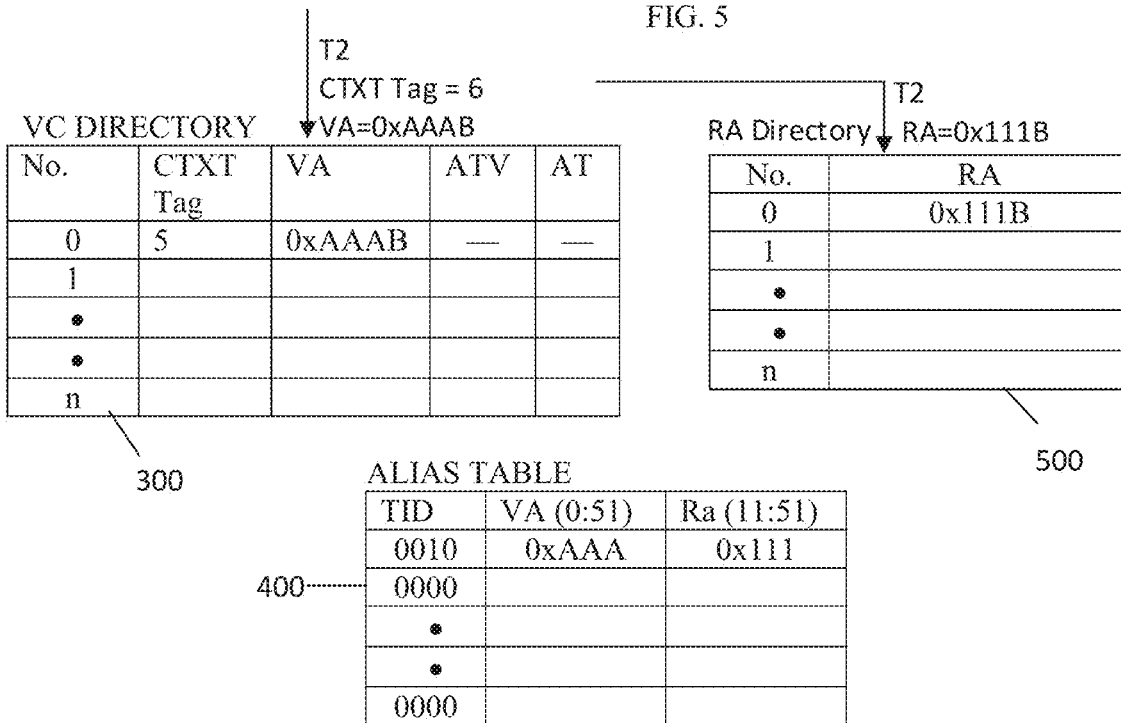 FIG. 5
T2
CTXT Tag = 6
VA=0xAAAB
T2
RA=0x111B
VC DIRECTORY
No. CTXT Tag VA ATV AT
0 5 0xAAAB — —
1
•
•
n
300
RA Directory
No. RA
0 0x111B
1
•
•
n
500
ALIAS TABLE
TID VA (0:51) Ra (11:51)
0010 0xAAA 0x111
0000
•
•
0000
400